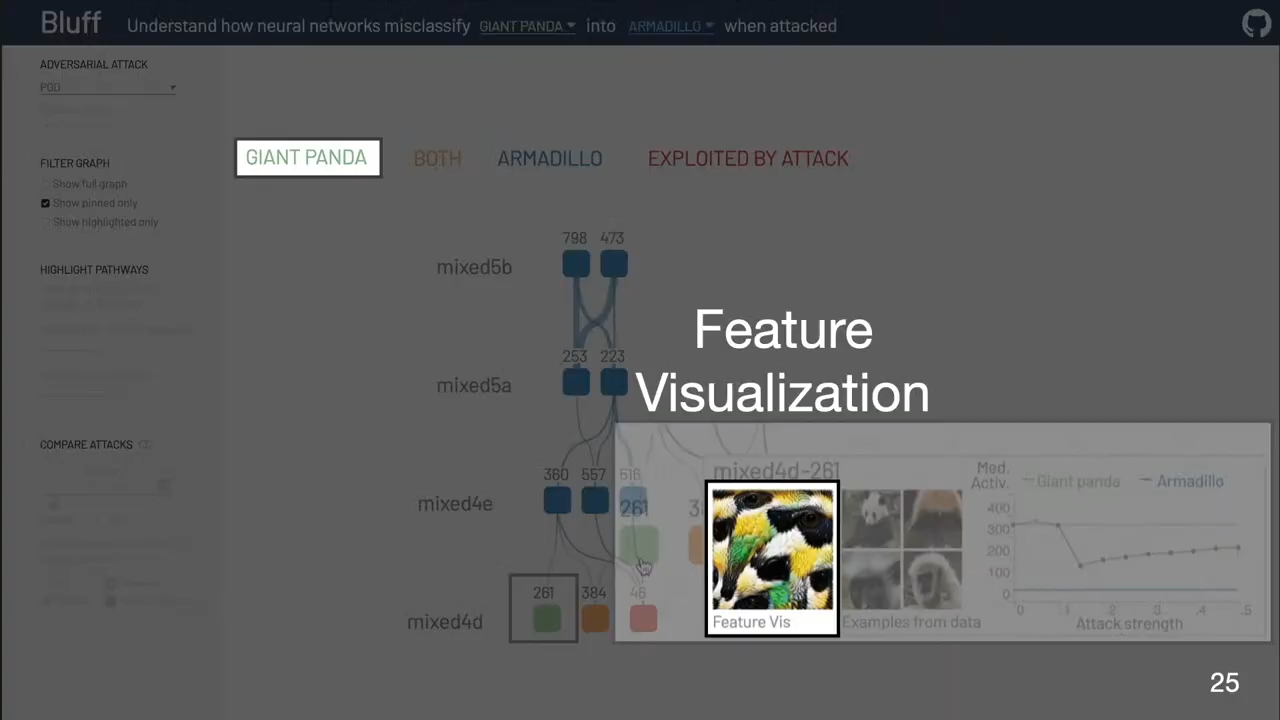 Bluff
Understand how neural networks misclassify GIANT PANDA into ARMADILLO when attacked
ADVERSARIAL ATTACK
PGD
FILTER GRAPH
Show full graph
Show pinned only
Show highlighted only
HIGHLIGHT PATHWAYS
COMPARE ATTACKS
GIANT PANDA
BOTH
ARMADILLO
EXPLOITED BY ATTACK
798 473
mixed5b
253 223
mixed5a
360 557 616
mixed4e
261 384 46
mixed4d
Feature
Visualization
261
mixed4d-261
Feature Vis
Examples from data
Med.
Activ.
Giant panda
Armadillo
400
300
200
100
0
0 .1 .2 .3 .4 .5
Attack strength
25